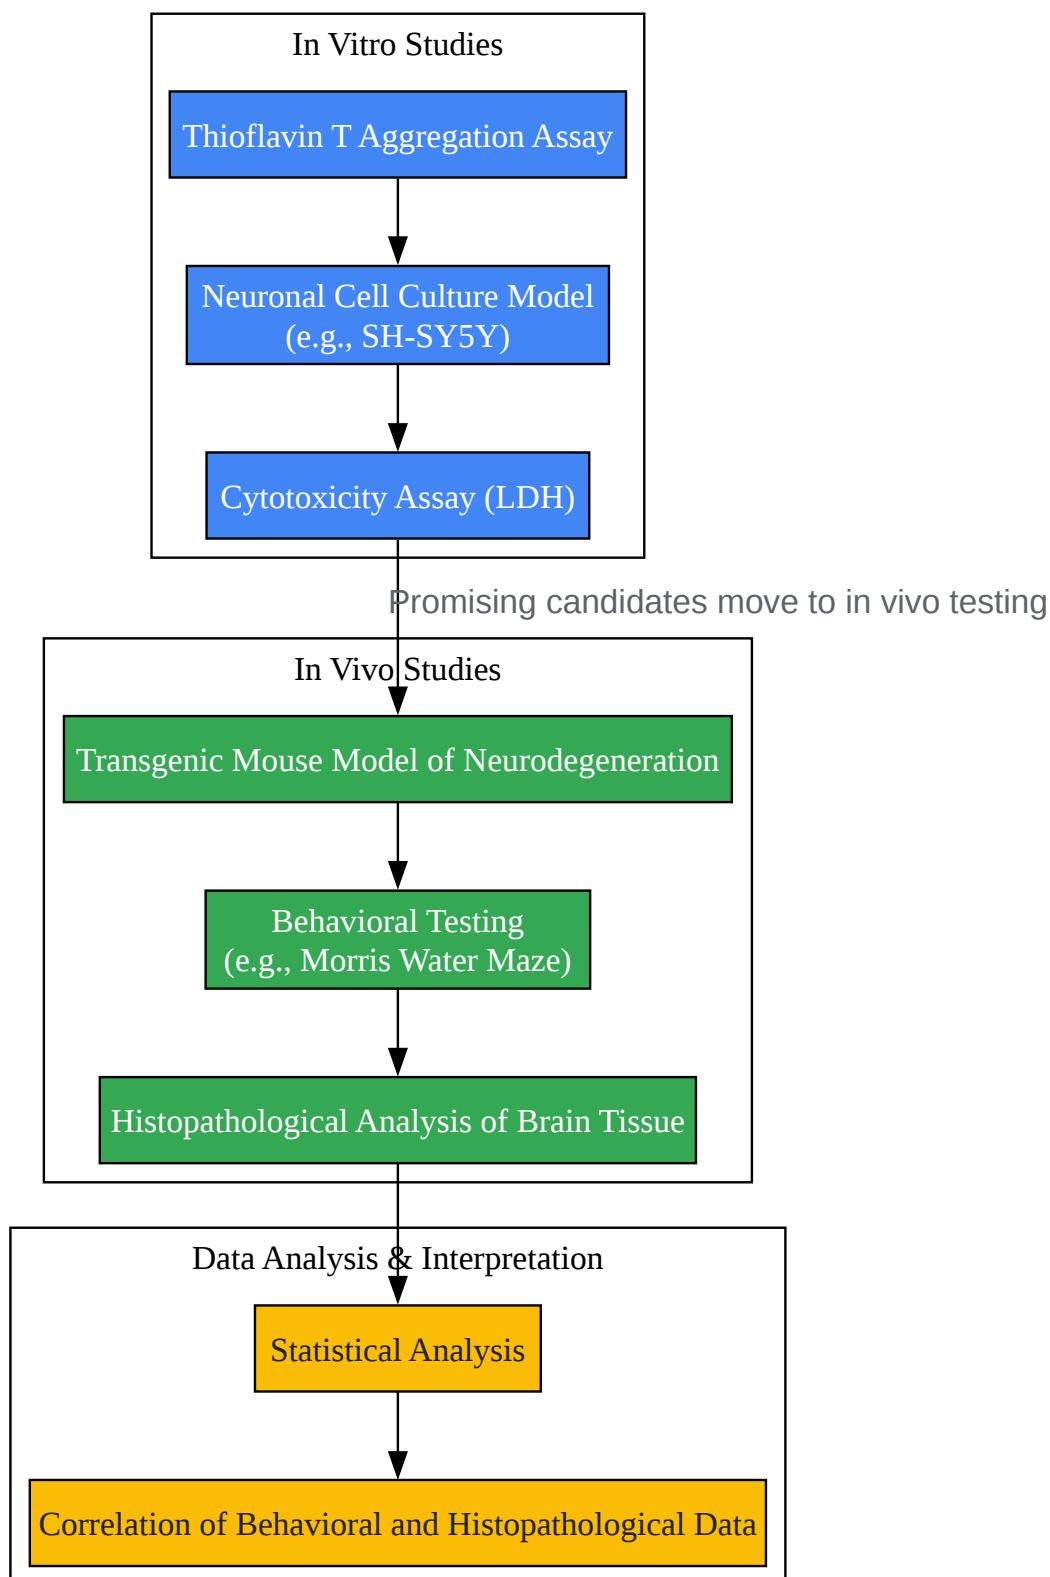 In Vitro Studies
Thioflavin T Aggregation Assay
Neuronal Cell Culture Model
(e.g., SH-SY5Y)
Cytotoxicity Assay (LDH)
Promising candidates move to in vivo testing
In Vivo Studies
Transgenic Mouse Model of Neurodegeneration
Behavioral Testing
(e.g., Morris Water Maze)
Histopathological Analysis of Brain Tissue
Data Analysis & Interpretation
Statistical Analysis
Correlation of Behavioral and Histopathological Data